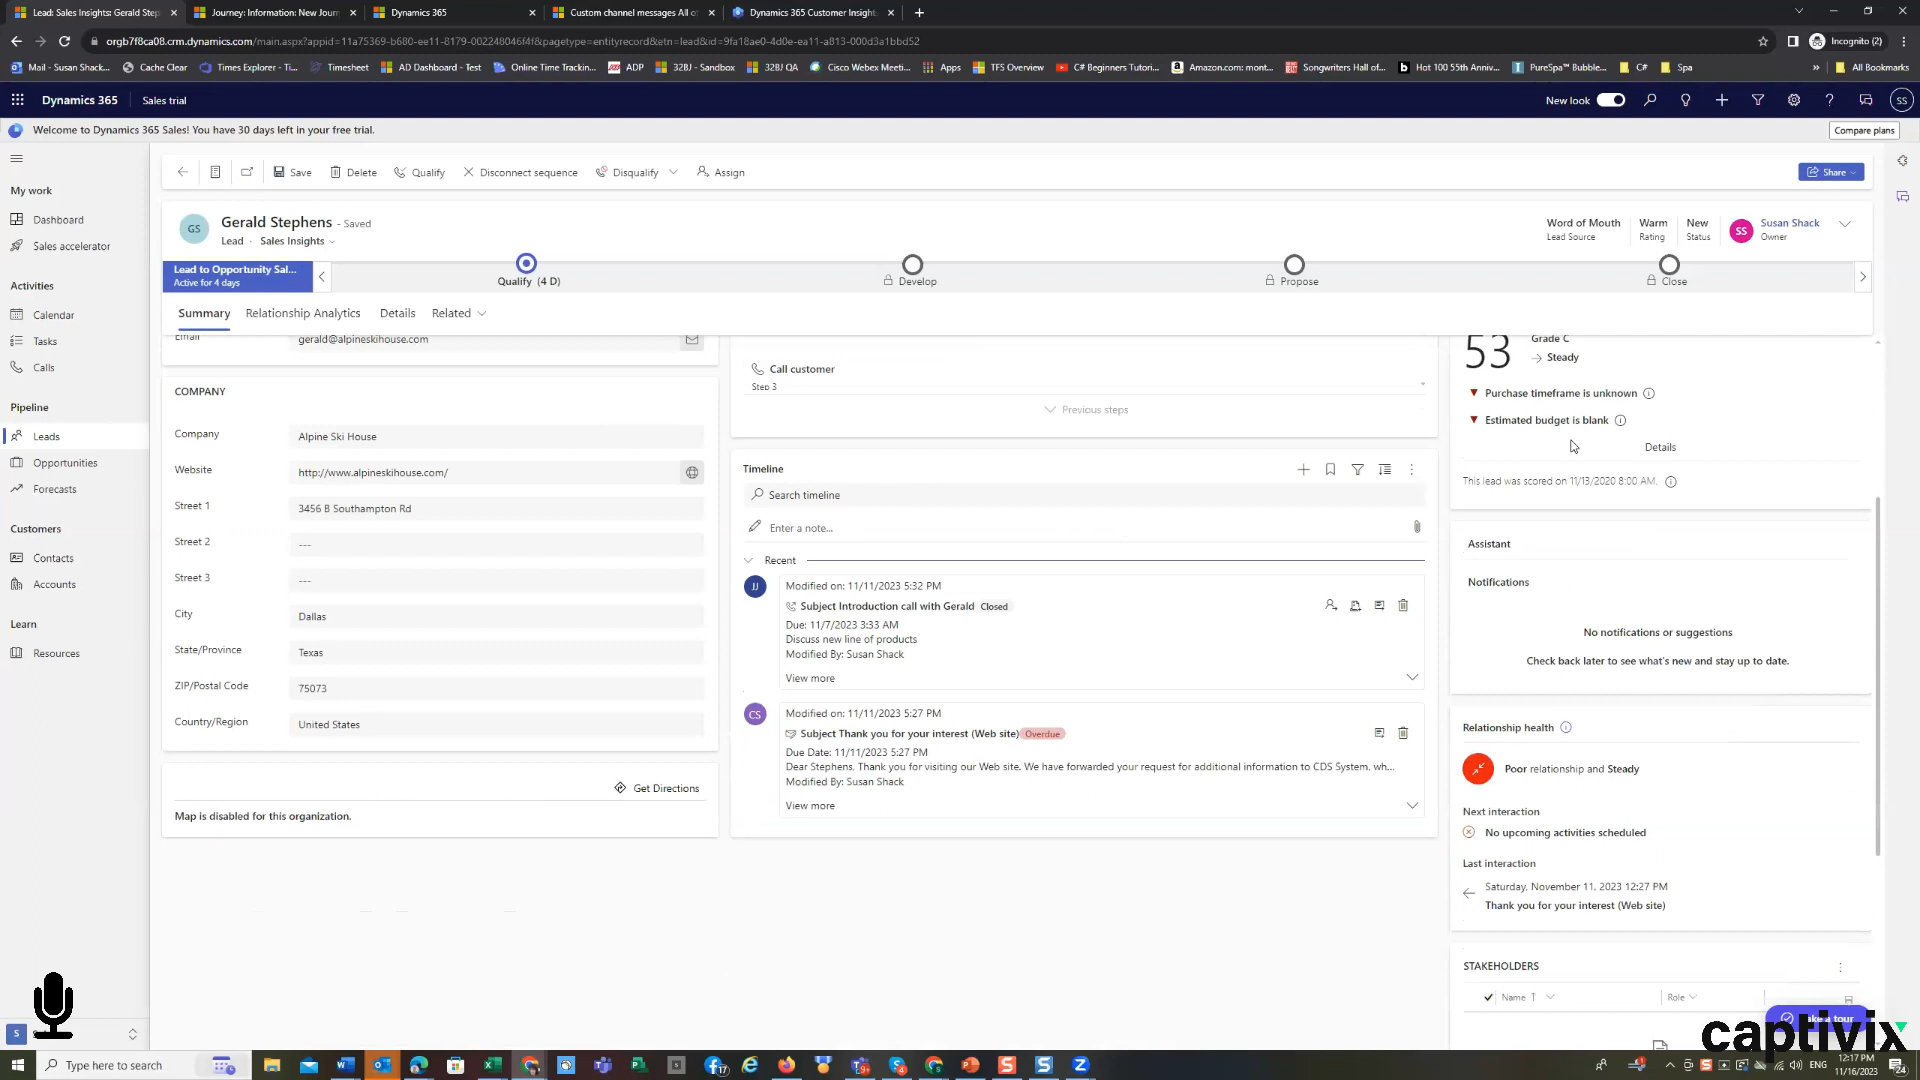 Lead: Sales Insights: Gerald Step
Journey: Information: New Journ
Dynamics 365
Custom channel messages All o
Dynamics 365 Customer Insight
orgb7f8ca08.crm.dynamics.com/main.aspx?appid=11a75369-b680-ee11-8179-002248046f4f&pagetype=entityrecord&etn=lead&id=9fa18ae0-4d0e-ea11-a813-000d3a1bbd52
Incognito (2)
Mail - Susan Shack...
Cache Clear
Times Explorer - Ti...
Timesheet
AD Dashboard - Test
Online Time Trackin...
ADP
32BJ - Sandbox
32BJ QA
Cisco Webex Meeti...
Apps
TFS Overview
C# Beginners Tutori...
Amazon.com: mont...
Songwriters Hall of...
Hot 100 55th Anniv...
PureSpa™ Bubble...
C#
Spa
»
All Bookmarks
Dynamics 365
Sales trial
New look
SS
Welcome to Dynamics 365 Sales! You have 30 days left in your free trial.
Compare plans
My work
Dashboard
Sales accelerator
Activities
Calendar
Tasks
Calls
Pipeline
Leads
Opportunities
Forecasts
Customers
Contacts
Accounts
Learn
Resources
S
Save
Delete
Qualify
Disconnect sequence
Disqualify
Assign
Share
GS
Gerald Stephens - Saved
Lead · Sales Insights
Word of Mouth
Lead Source
Warm
Rating
New
Status
SS
Susan Shack
Owner
Lead to Opportunity Sal...
Active for 4 days
Qualify (4 D)
Develop
Propose
Close
Summary
Relationship Analytics
Details
Related
Email
gerald@alpineskihouse.com
COMPANY
Company
Alpine Ski House
Website
http://www.alpineskihouse.com/
Street 1
3456 B Southampton Rd
Street 2
---
Street 3
---
City
Dallas
State/Province
Texas
ZIP/Postal Code
75073
Country/Region
United States
Get Directions
Map is disabled for this organization.
Call customer
Step 3
Previous steps
Timeline
Search timeline
Enter a note...
Recent
JJ
Modified on: 11/11/2023 5:32 PM
Subject Introduction call with Gerald Closed
Due: 11/7/2023 3:33 AM
Discuss new line of products
Modified By: Susan Shack
View more
CS
Modified on: 11/11/2023 5:27 PM
Subject Thank you for your interest (Web site) Overdue
Due Date: 11/11/2023 5:27 PM
Dear Stephens, Thank you for visiting our Web site. We have forwarded your request for additional information to CDS System, wh...
Modified By: Susan Shack
View more
53
Grade C
Steady
Purchase timeframe is unknown
Estimated budget is blank
Details
This lead was scored on 11/13/2020 8:00 AM.
Assistant
Notifications
No notifications or suggestions
Check back later to see what's new and stay up to date.
Relationship health
Poor relationship and Steady
Next interaction
No upcoming activities scheduled
Last interaction
Saturday, November 11, 2023 12:27 PM
Thank you for your interest (Web site)
STAKEHOLDERS
Name ↑
Role
a tour
captivix
Type here to search
17
9+
4
ENG
12:17 PM
11/16/2023
24